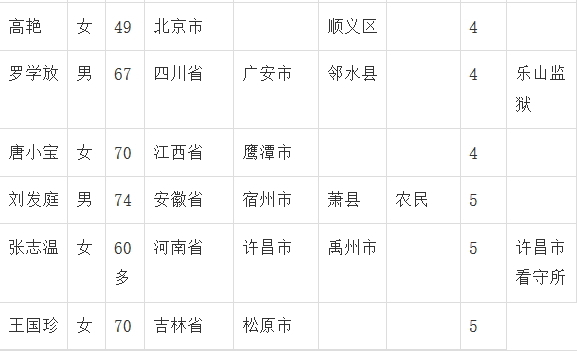 高艳 女 49 北京市 顺义区 4
罗学放 男 67 四川省 广安市 邻水县 4 乐山监
狱
唐小宝 女 70 江西省 鹰潭市 4
刘发庭 男 74 安徽省 宿州市 萧县 农民 5
张志温 女 60 河南省 许昌市 禹州市 5 许昌市
多 看守所
王国珍 女 70 吉林省 松原市 5